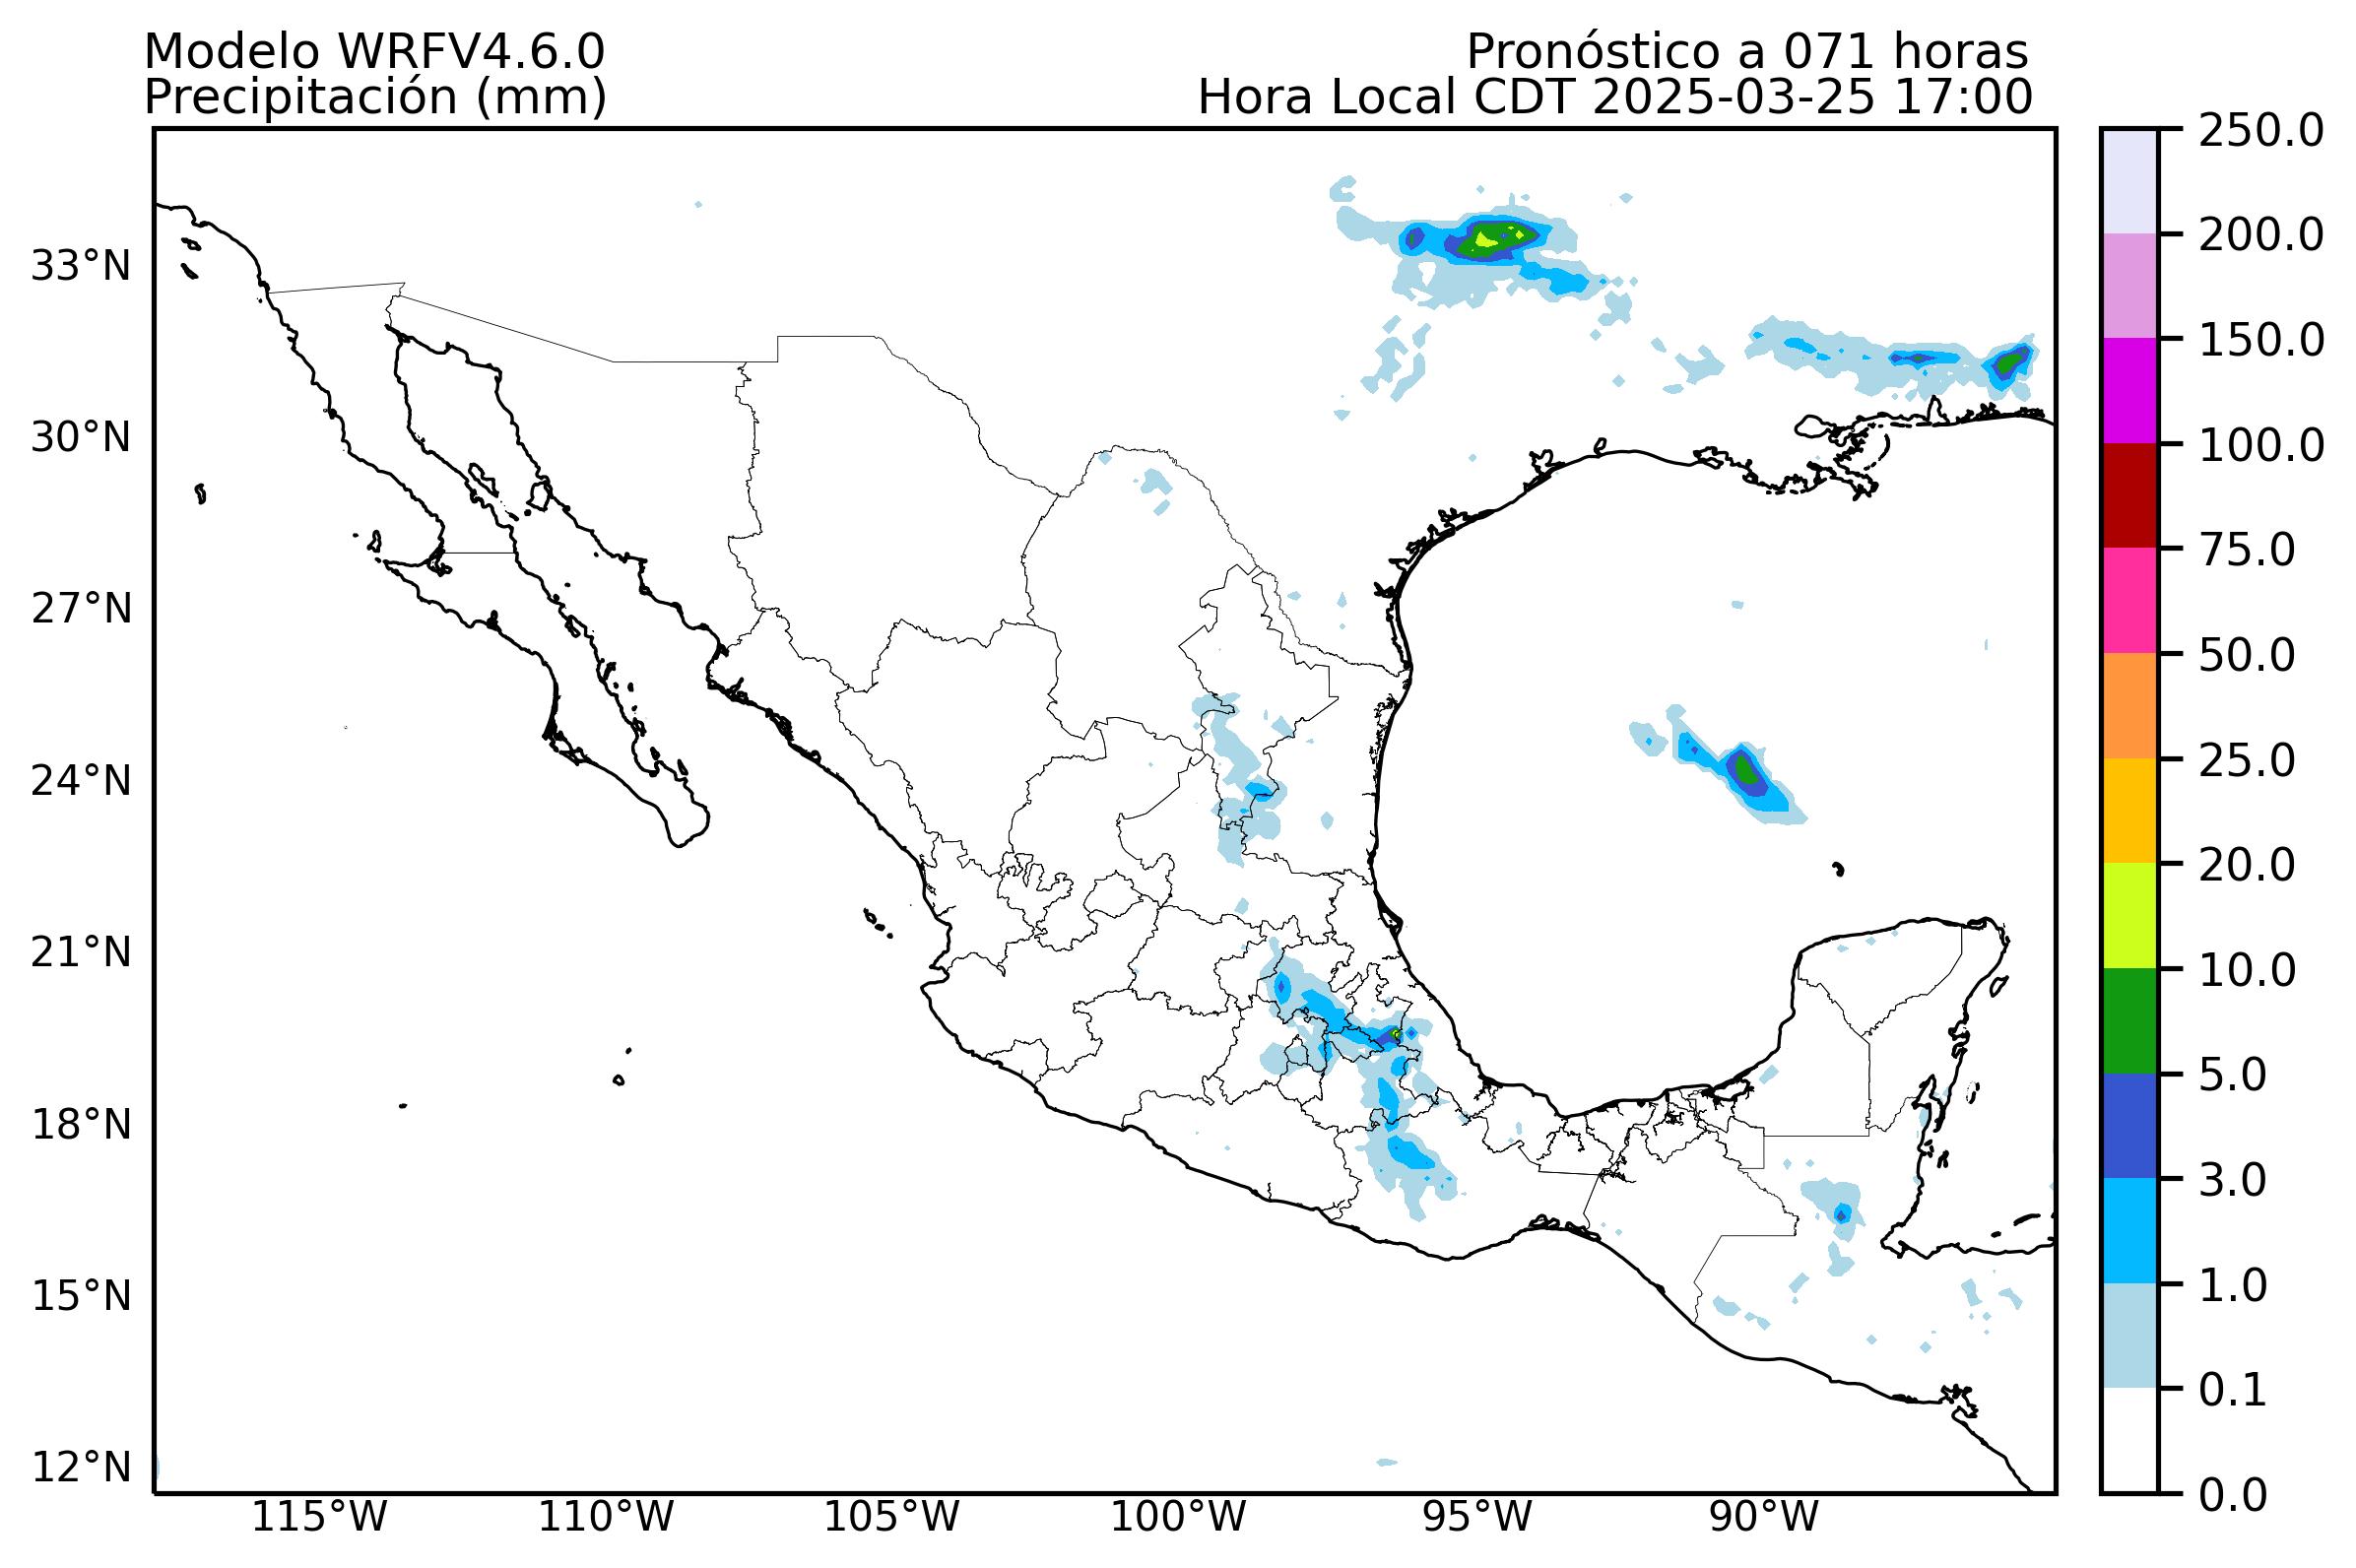 Modelo WRFV4.6.0
Pronóstico a 071 horas
Precipitación (mm)
Hora Local CDT 2025-03-25 17:00
33°N
30°N
27°N
24°N
21°N
18°N
15°N
12°N
115°W
110°W
105°W
100°W
95°W
90°W
250.0
200.0
150.0
100.0
75.0
50.0
25.0
20.0
10.0
5.0
3.0
1.0
0.1
0.0